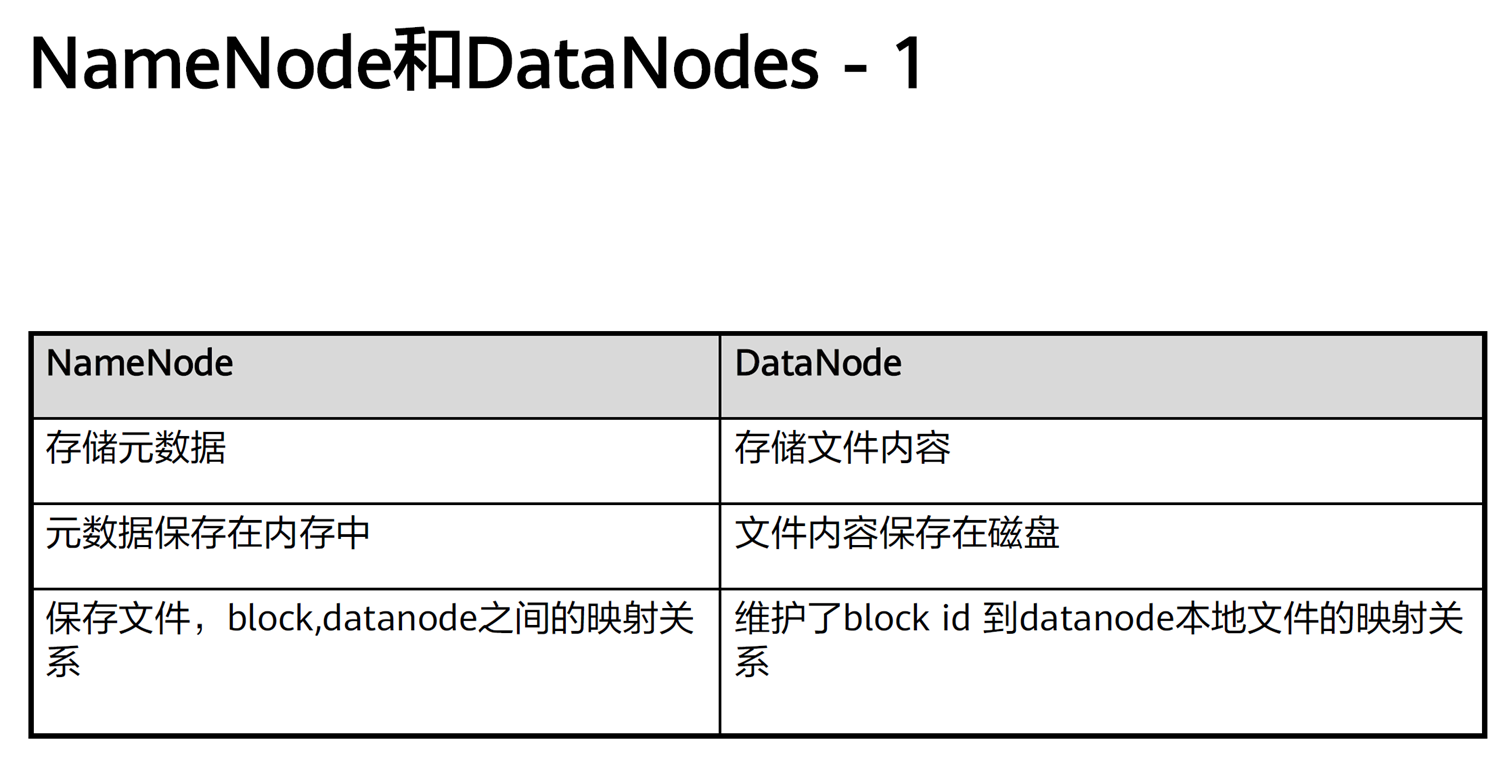 NameNode和DataNodes - 1
NameNode
DataNode
存储元数据
存储文件内容
元数据保存在内存中
文件内容保存在磁盘
保存文件，block,datanode之间的映射关
系
维护了block id 到datanode本地文件的映射关
系